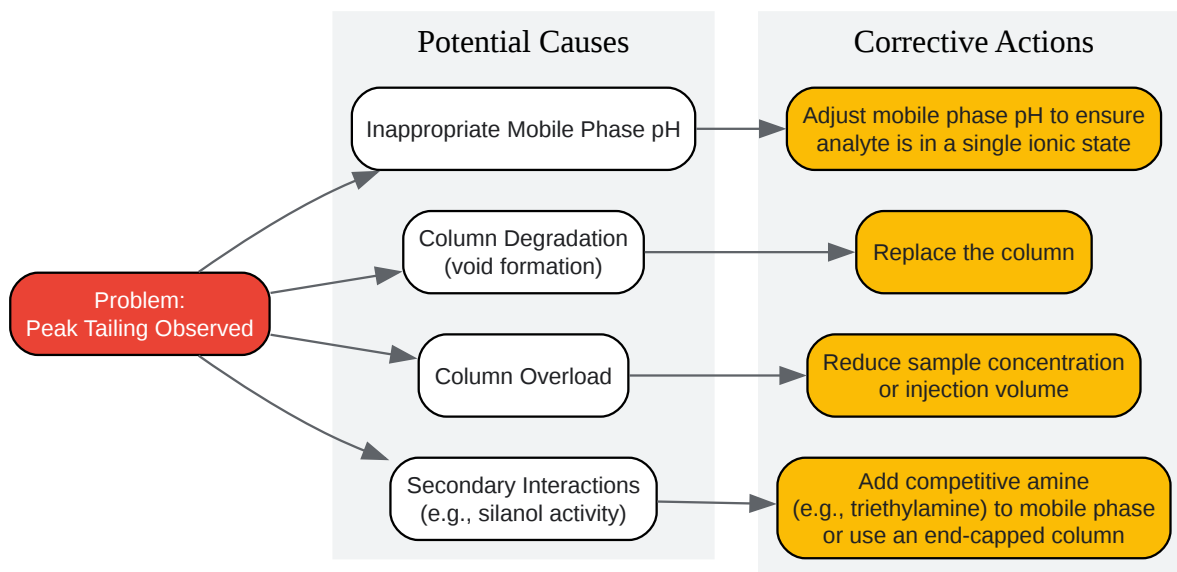 Potential Causes
Corrective Actions
Inappropriate Mobile Phase pH
Adjust mobile phase pH to ensure
analyte is in a single ionic state
Column Degradation
(void formation)
Replace the column
Problem:
Peak Tailing Observed
Column Overload
Reduce sample concentration
or injection volume
Secondary Interactions
(e.g., silanol activity)
Add competitive amine
(e.g., triethylamine) to mobile phase
or use an end-capped column